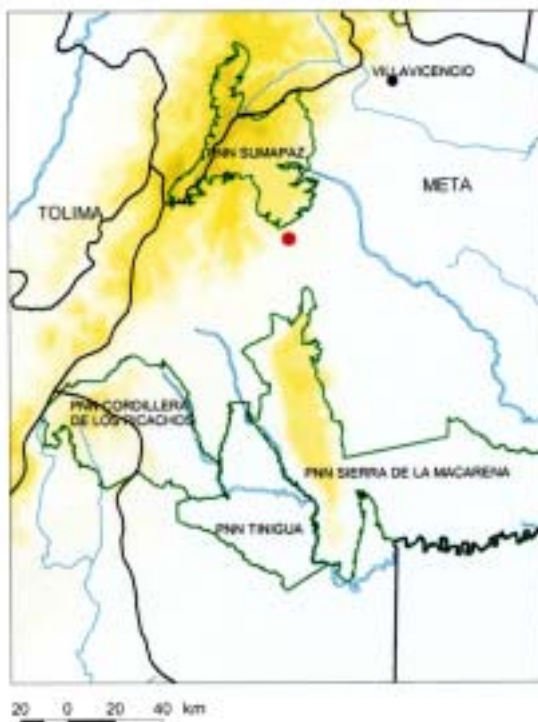 VILLAVICENCIO
PNN SUMAPAZ
META
TOLIMA
PNN CORDILLERA
DE LOS PICACHOS
PNN SIERRA DE LA MACARENA
PNN TINIGUA
20 0 20 40 km